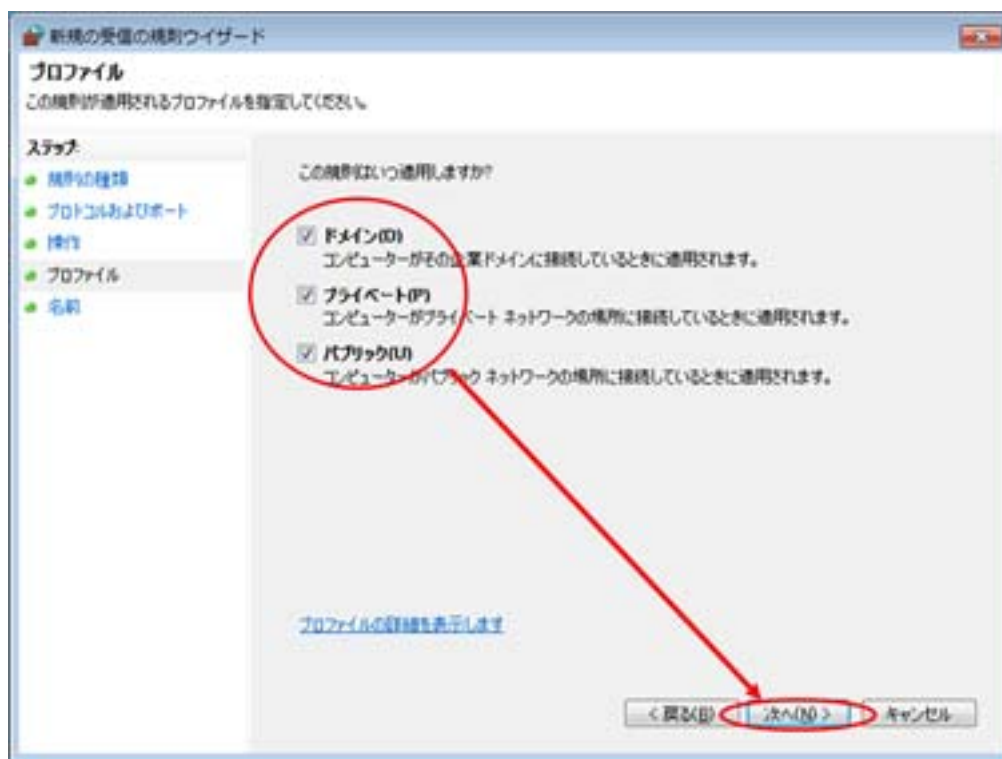 新規の受信の規則ウィザード
プロファイル
この規則が適用されるプロファイルを指定してください。
ステップ:
規則の種類
プロトコルおよびポート
操作
プロファイル
名前
この規則はいつ適用しますか?
ドメイン(D)
コンピューターがその企業ドメインに接続しているときに適用されます。
プライベート(P)
コンピューターがプライベート ネットワークの場所に接続しているときに適用されます。
パブリック(U)
コンピューターがパブリック ネットワークの場所に接続しているときに適用されます。
プロファイルの詳細を表示します
< 戻る(B)
次へ(N) >
キャンセル